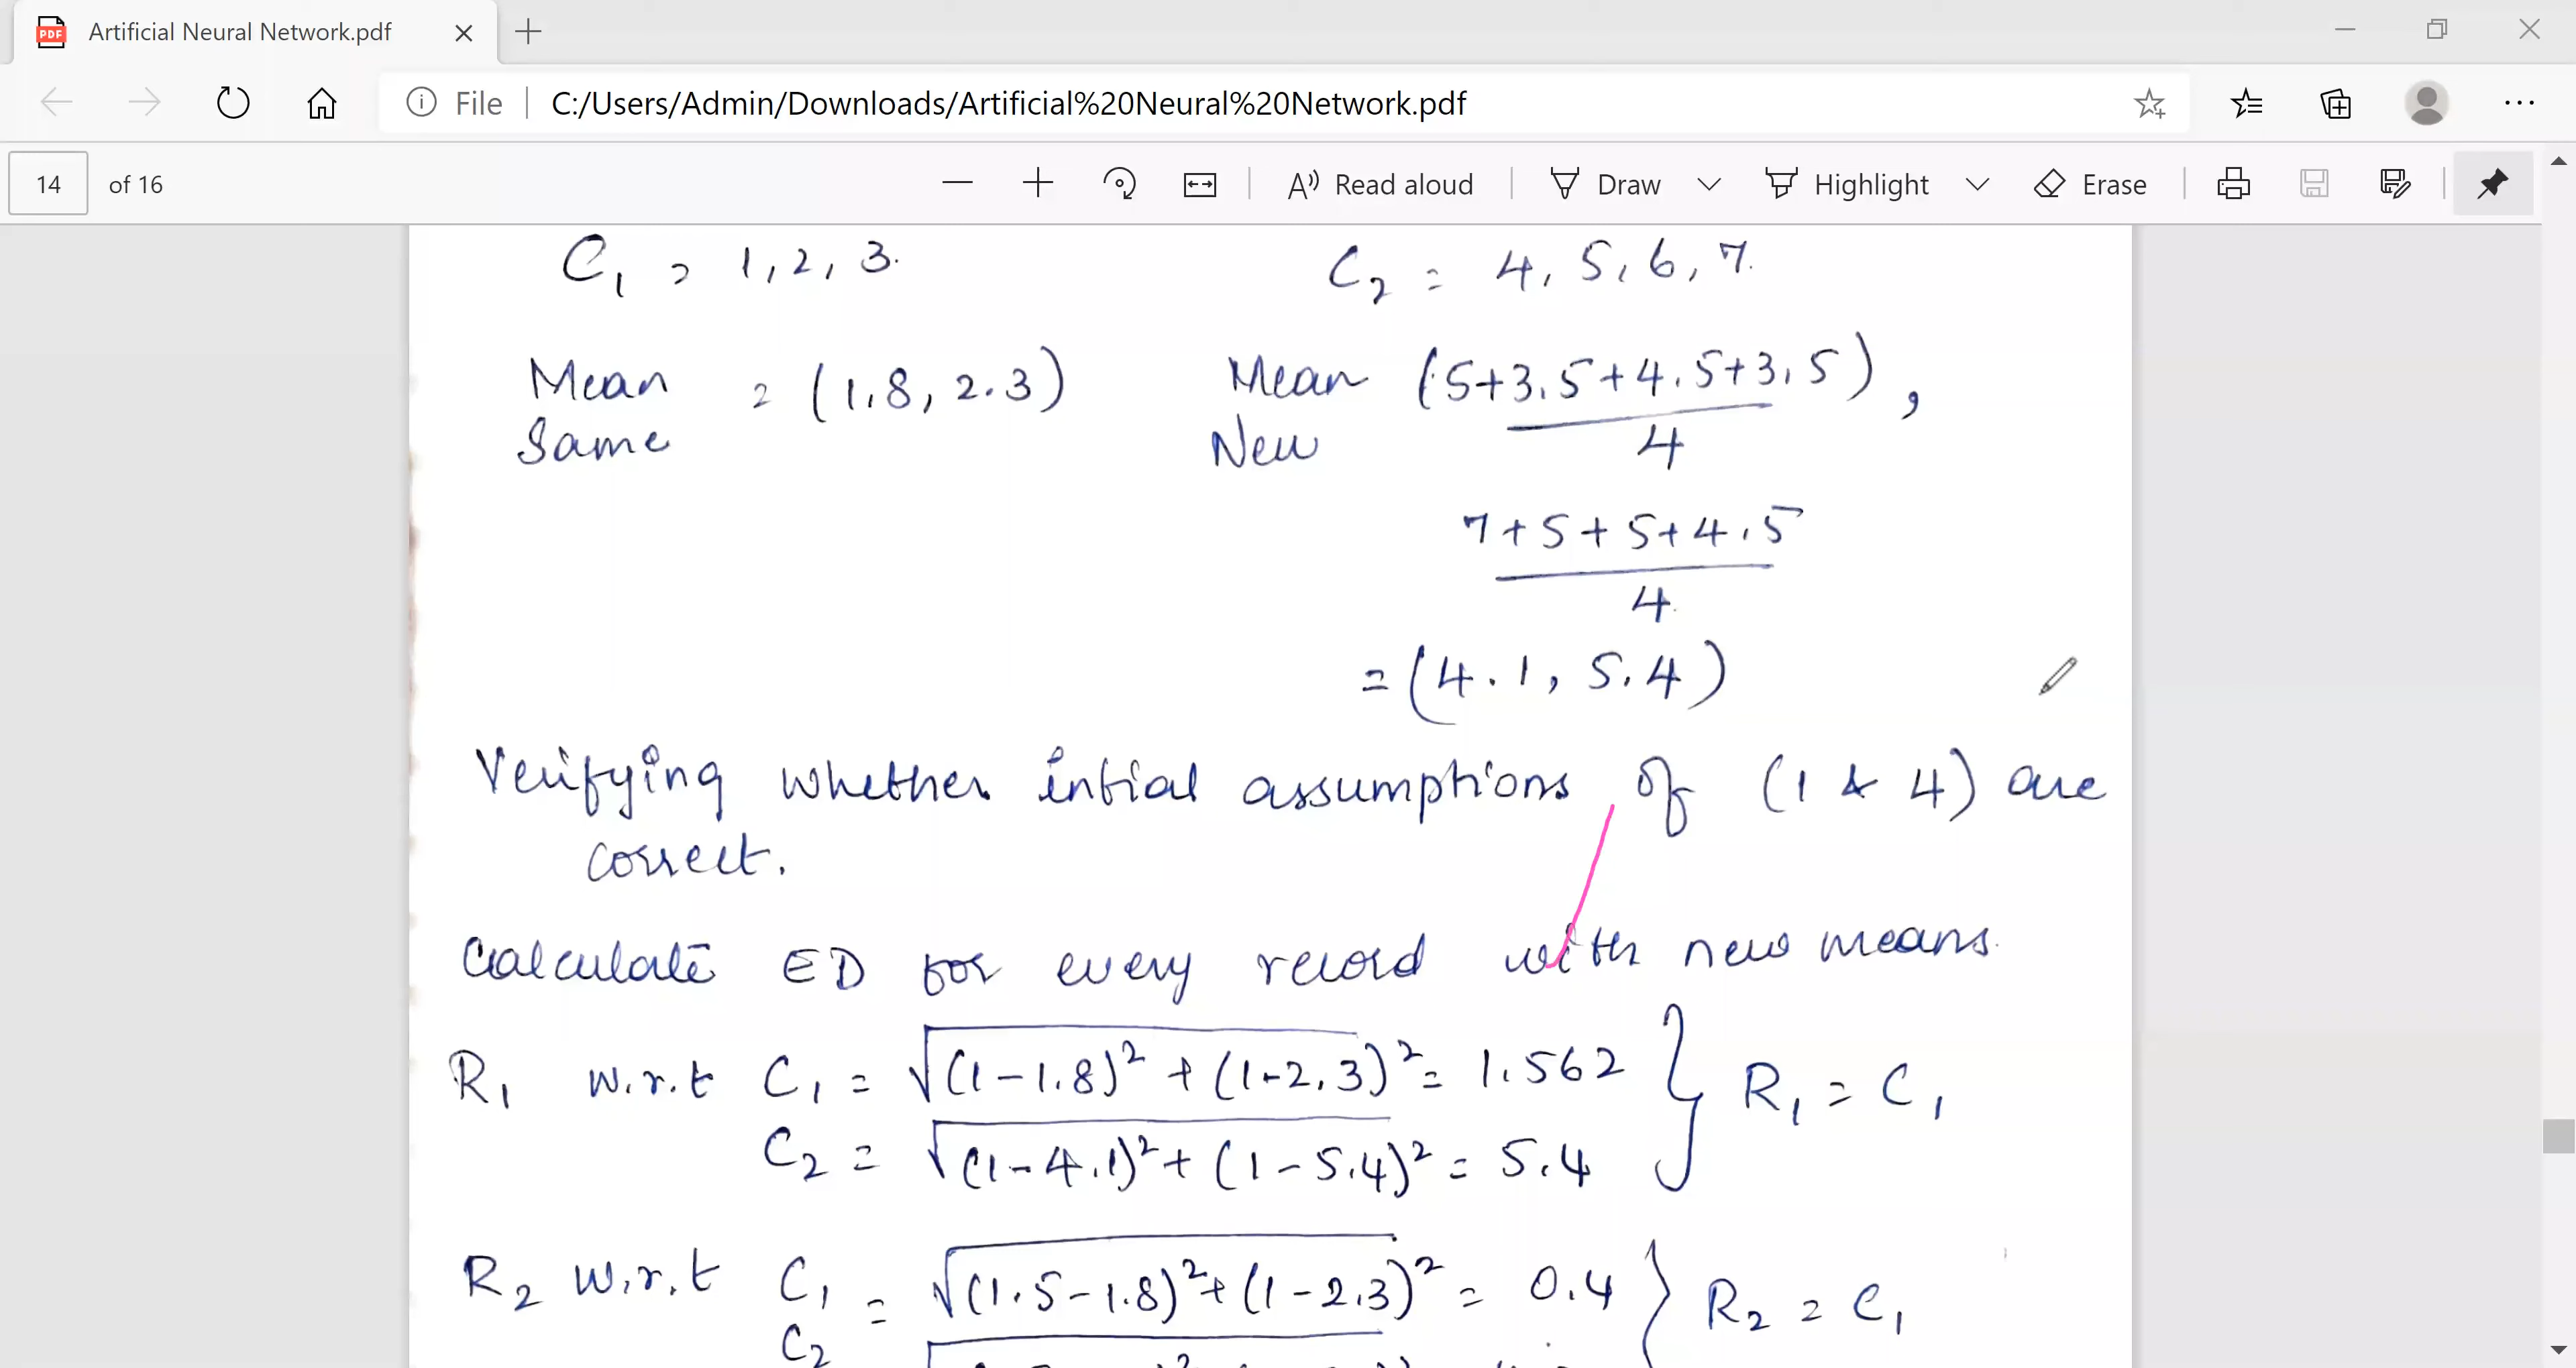 Artificial Neural Network.pdf
File C:/Users/Admin/Downloads/Artificial%20Neural%20Network.pdf
14 of 16 Read aloud Draw Highlight Erase
C1 = 1, 2, 3. C2 = 4, 5, 6, 7.
Mean Same = (1.8, 2.3) Mean New (5+3.5+4.5+3.5)/4 ,
(7+5+5+4.5)/4
= (4.1, 5.4)
Verifying whether intial assumptions of (1 & 4) are
correct.
Calculate ED for every record with new means.
R1 w.r.t C1 = √(1-1.8)² + (1-2.3)² = 1.562 } R1 = C1
C2 = √(1-4.1)² + (1-5.4)² = 5.4
R2 w.r.t C1 = √(1.5-1.8)² + (1-2.3)² = 0.4 } R2 = C1
C2